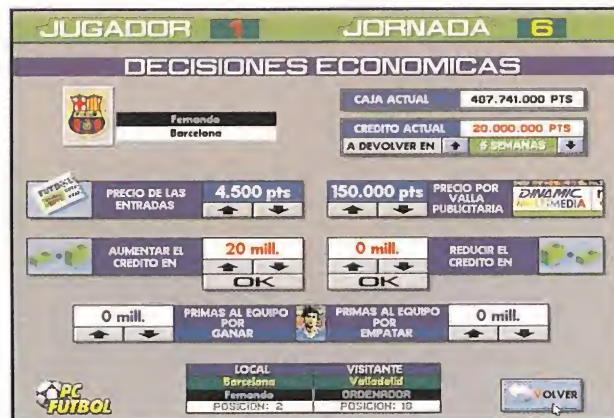 JUGADOR 1 JORNADA 6
DECISIONES ECONOMICAS
Fernando
Barcelona
CAJA ACTUAL 487.741.000 PTS
CREDITO ACTUAL 20.000.000 PTS
A DEVOLVER EN 6 SEMANAS
FUTBOL
PRECIO DE LAS
ENTRADAS
4.500 pts
150.000 pts
PRECIO POR
VALLA
PUBLICITARIA
DINAMIC
MULTIMEDIA
AUMENTAR EL
CREDITO EN
20 mill.
OK
0 mill.
OK
REDUCIR EL
CREDITO EN
0 mill.
PRIMAS AL EQUIPO
POR
GANAR
PRIMAS AL EQUIPO
POR
EMPATAR
0 mill.
LOCAL VISITANTE
Barcelona Valladolid
Fernando ORDENADOR
POSICION: 2 POSICION: 18
PC
FUTBOL
VOLVER